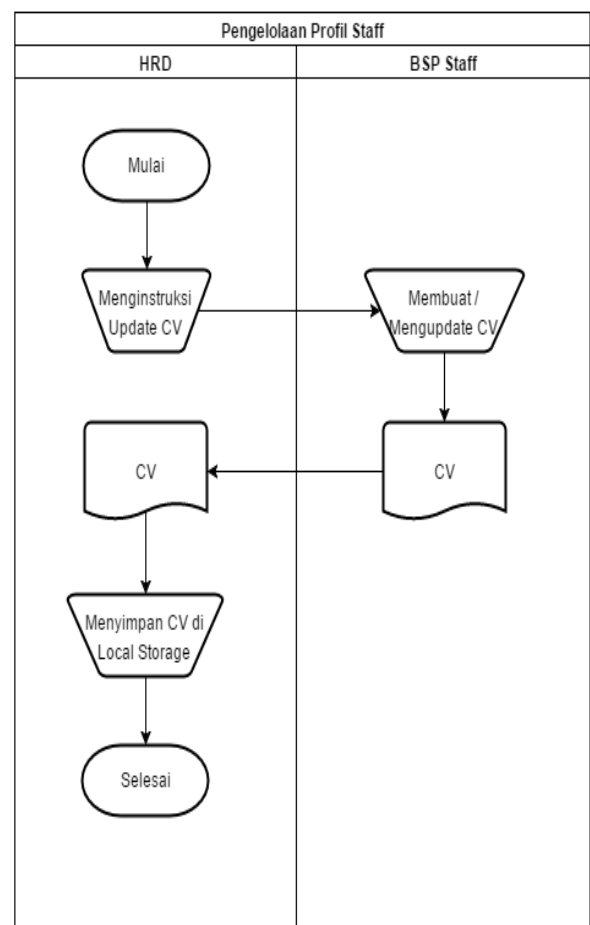 Pengelolaan Profil Staff
HRD
BSP Staff
Mulai
Menginstruksi
Update CV
Membuat /
Mengupdate CV
CV
CV
Menyimpan CV di
Local Storage
Selesai